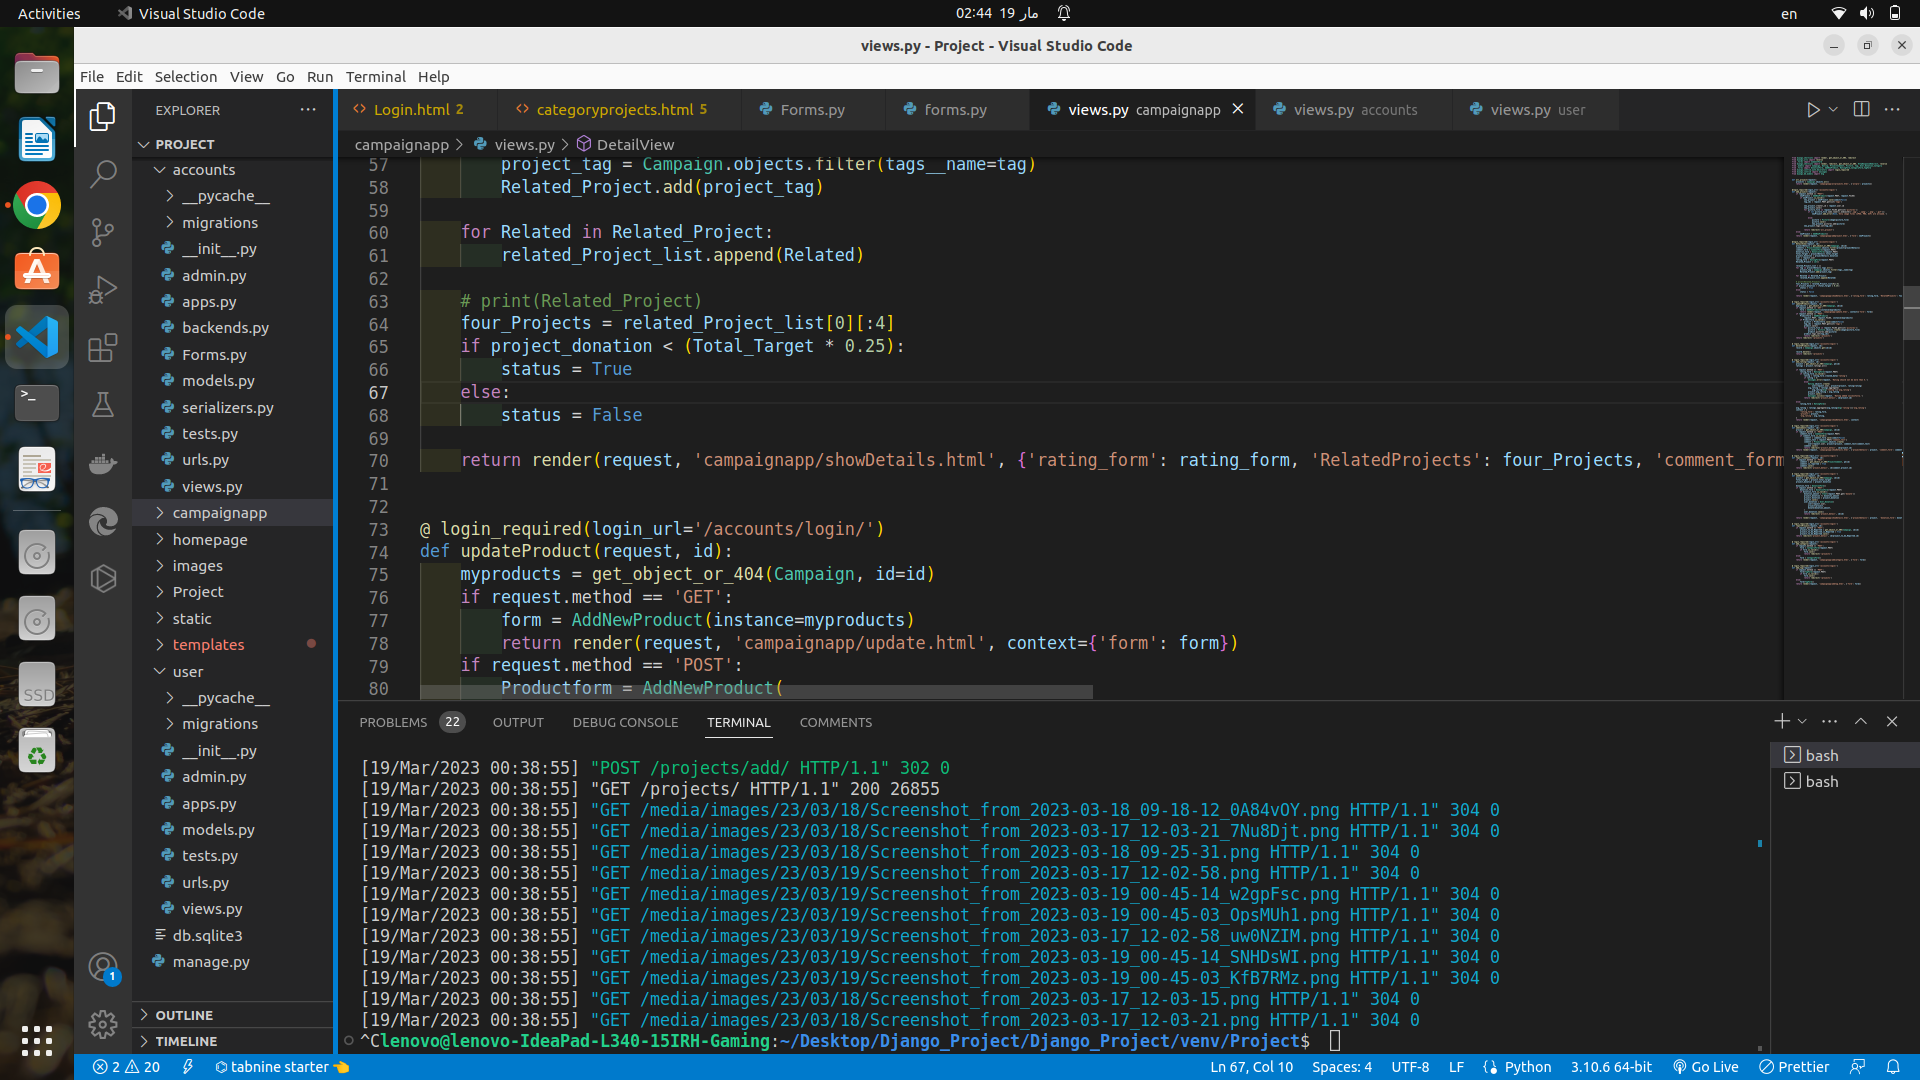 Activities
Visual Studio Code
02:44 19 مار
en
views.py - Project - Visual Studio Code
File Edit Selection View Go Run Terminal Help
EXPLORER
Login.html 2
categoryprojects.html 5
Forms.py
forms.py
views.py campaignapp
views.py accounts
views.py user
campaignapp > views.py > DetailView
PROJECT
accounts
__pycache__
migrations
__init__.py
admin.py
apps.py
backends.py
Forms.py
models.py
serializers.py
tests.py
urls.py
views.py
campaignapp
homepage
images
Project
static
templates
user
__pycache__
migrations
__init__.py
admin.py
apps.py
models.py
tests.py
urls.py
views.py
db.sqlite3
manage.py
OUTLINE
TIMELINE
57 project_tag = Campaign.objects.filter(tags__name=tag)
58 Related_Project.add(project_tag)
59
60 for Related in Related_Project:
61 related_Project_list.append(Related)
62
63 # print(Related_Project)
64 four_Projects = related_Project_list[0][:4]
65 if project_donation < (Total_Target * 0.25):
66 status = True
67 else:
68 status = False
69
70 return render(request, 'campaignapp/showDetails.html', {'rating_form': rating_form, 'RelatedProjects': four_Projects, 'comment_form
71
72
73 @ login_required(login_url='/accounts/login/')
74 def updateProduct(request, id):
75 myproducts = get_object_or_404(Campaign, id=id)
76 if request.method == 'GET':
77 form = AddNewProduct(instance=myproducts)
78 return render(request, 'campaignapp/update.html', context={'form': form})
79 if request.method == 'POST':
80 Productform = AddNewProduct(
PROBLEMS 22 OUTPUT DEBUG CONSOLE TERMINAL COMMENTS
[19/Mar/2023 00:38:55] "POST /projects/add/ HTTP/1.1" 302 0
[19/Mar/2023 00:38:55] "GET /projects/ HTTP/1.1" 200 26855
[19/Mar/2023 00:38:55] "GET /media/images/23/03/18/Screenshot_from_2023-03-18_09-18-12_0A84vOY.png HTTP/1.1" 304 0
[19/Mar/2023 00:38:55] "GET /media/images/23/03/18/Screenshot_from_2023-03-17_12-03-21_7Nu8Djt.png HTTP/1.1" 304 0
[19/Mar/2023 00:38:55] "GET /media/images/23/03/18/Screenshot_from_2023-03-18_09-25-31.png HTTP/1.1" 304 0
[19/Mar/2023 00:38:55] "GET /media/images/23/03/18/Screenshot_from_2023-03-17_12-02-58.png HTTP/1.1" 304 0
[19/Mar/2023 00:38:55] "GET /media/images/23/03/19/Screenshot_from_2023-03-19_00-45-14_w2gpFsc.png HTTP/1.1" 304 0
[19/Mar/2023 00:38:55] "GET /media/images/23/03/19/Screenshot_from_2023-03-19_00-45-03_OpsMUh1.png HTTP/1.1" 304 0
[19/Mar/2023 00:38:55] "GET /media/images/23/03/19/Screenshot_from_2023-03-17_12-02-58_uw0NZIM.png HTTP/1.1" 304 0
[19/Mar/2023 00:38:55] "GET /media/images/23/03/19/Screenshot_from_2023-03-19_00-45-14_SNHDsWI.png HTTP/1.1" 304 0
[19/Mar/2023 00:38:55] "GET /media/images/23/03/19/Screenshot_from_2023-03-19_00-45-03_KfB7RMz.png HTTP/1.1" 304 0
[19/Mar/2023 00:38:55] "GET /media/images/23/03/18/Screenshot_from_2023-03-17_12-03-15.png HTTP/1.1" 304 0
[19/Mar/2023 00:38:55] "GET /media/images/23/03/18/Screenshot_from_2023-03-17_12-03-21.png HTTP/1.1" 304 0
^Clenovo@lenovo-IdeaPad-L340-15IRH-Gaming:~/Desktop/Django_Project/Django_Project/venv/Project$
bash
bash
SSD
1
2 20 tabnine starter Ln 67, Col 10 Spaces: 4 UTF-8 LF Python 3.10.6 64-bit Go Live Prettier